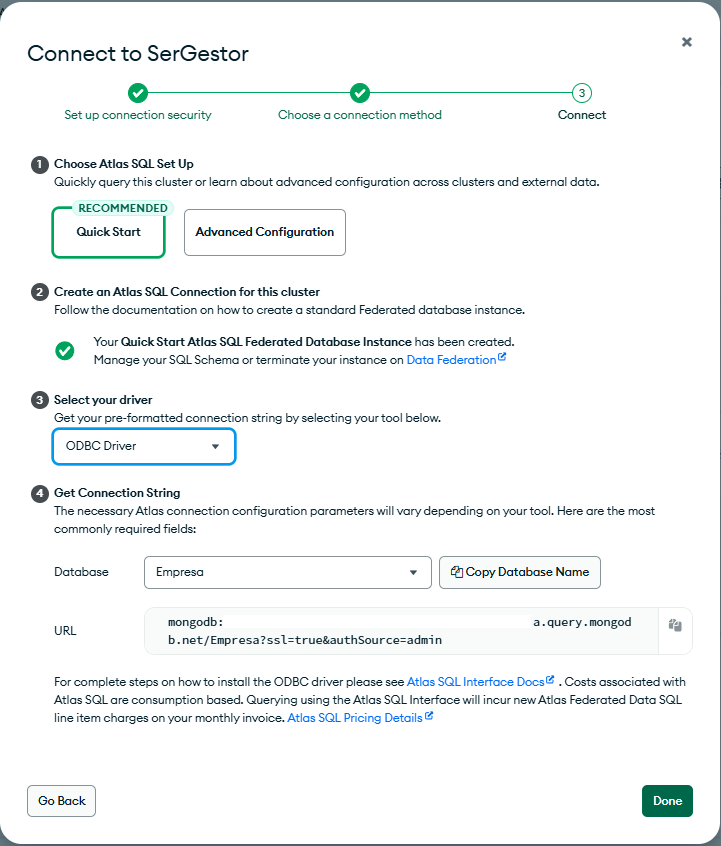 Connect to SerGestor
Set up connection security
Choose a connection method
3
Connect
1 Choose Atlas SQL Set Up
Quickly query this cluster or learn about advanced configuration across clusters and external data.
RECOMMENDED
Quick Start
Advanced Configuration
2 Create an Atlas SQL Connection for this cluster
Follow the documentation on how to create a standard Federated database instance.
Your Quick Start Atlas SQL Federated Database Instance has been created.
Manage your SQL Schema or terminate your instance on Data Federation
3 Select your driver
Get your pre-formatted connection string by selecting your tool below.
ODBC Driver
4 Get Connection String
The necessary Atlas connection configuration parameters will vary depending on your tool. Here are the most
commonly required fields:
Database
Empresa
Copy Database Name
URL
mongodb: a.query.mongod
b.net/Empresa?ssl=true&authSource=admin
For complete steps on how to install the ODBC driver please see Atlas SQL Interface Docs . Costs associated with
Atlas SQL are consumption based. Querying using the Atlas SQL Interface will incur new Atlas Federated Data SQL
line item charges on your monthly invoice. Atlas SQL Pricing Details
Go Back
Done